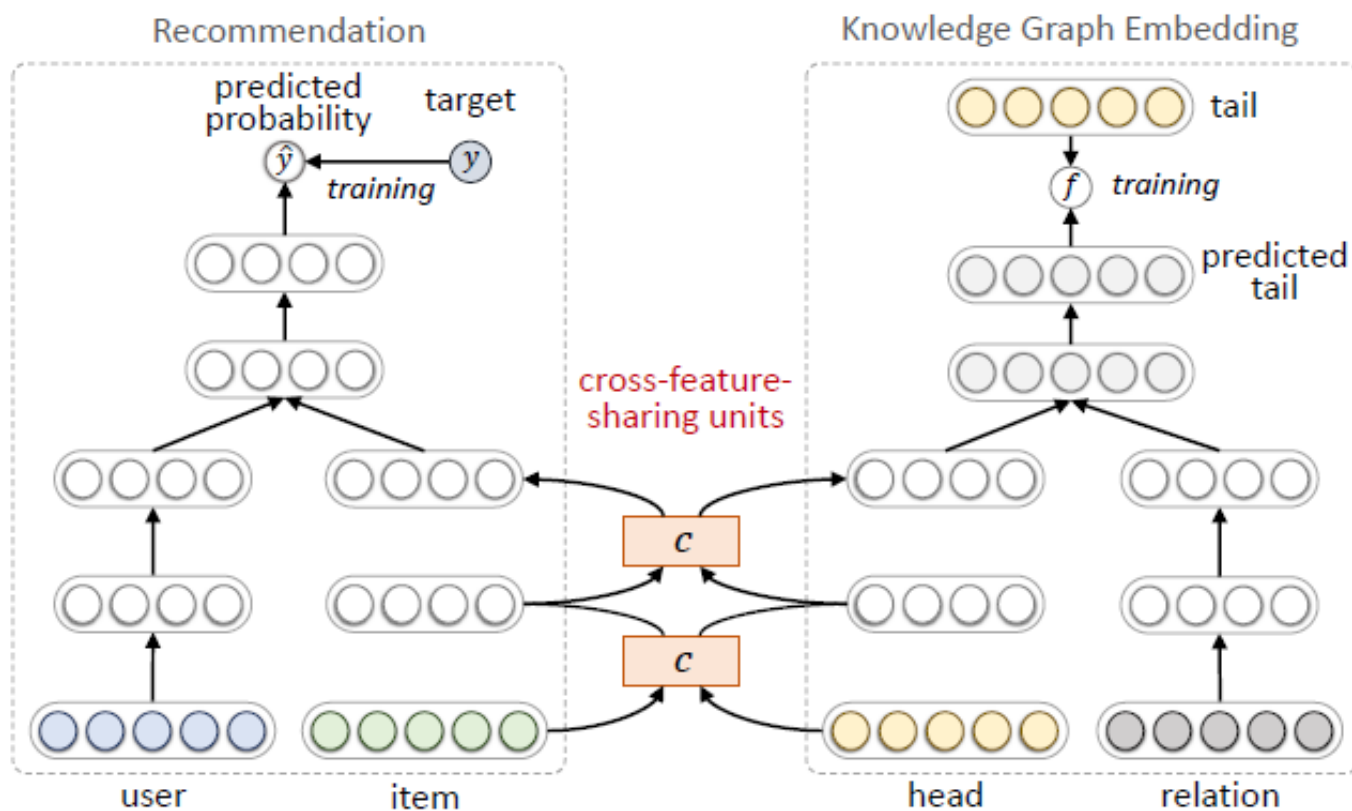 Recommendation
Knowledge Graph Embedding
predicted
probability
target
ŷ
y
training
tail
f
training
predicted
tail
cross-feature-
sharing units
c
c
user
item
head
relation